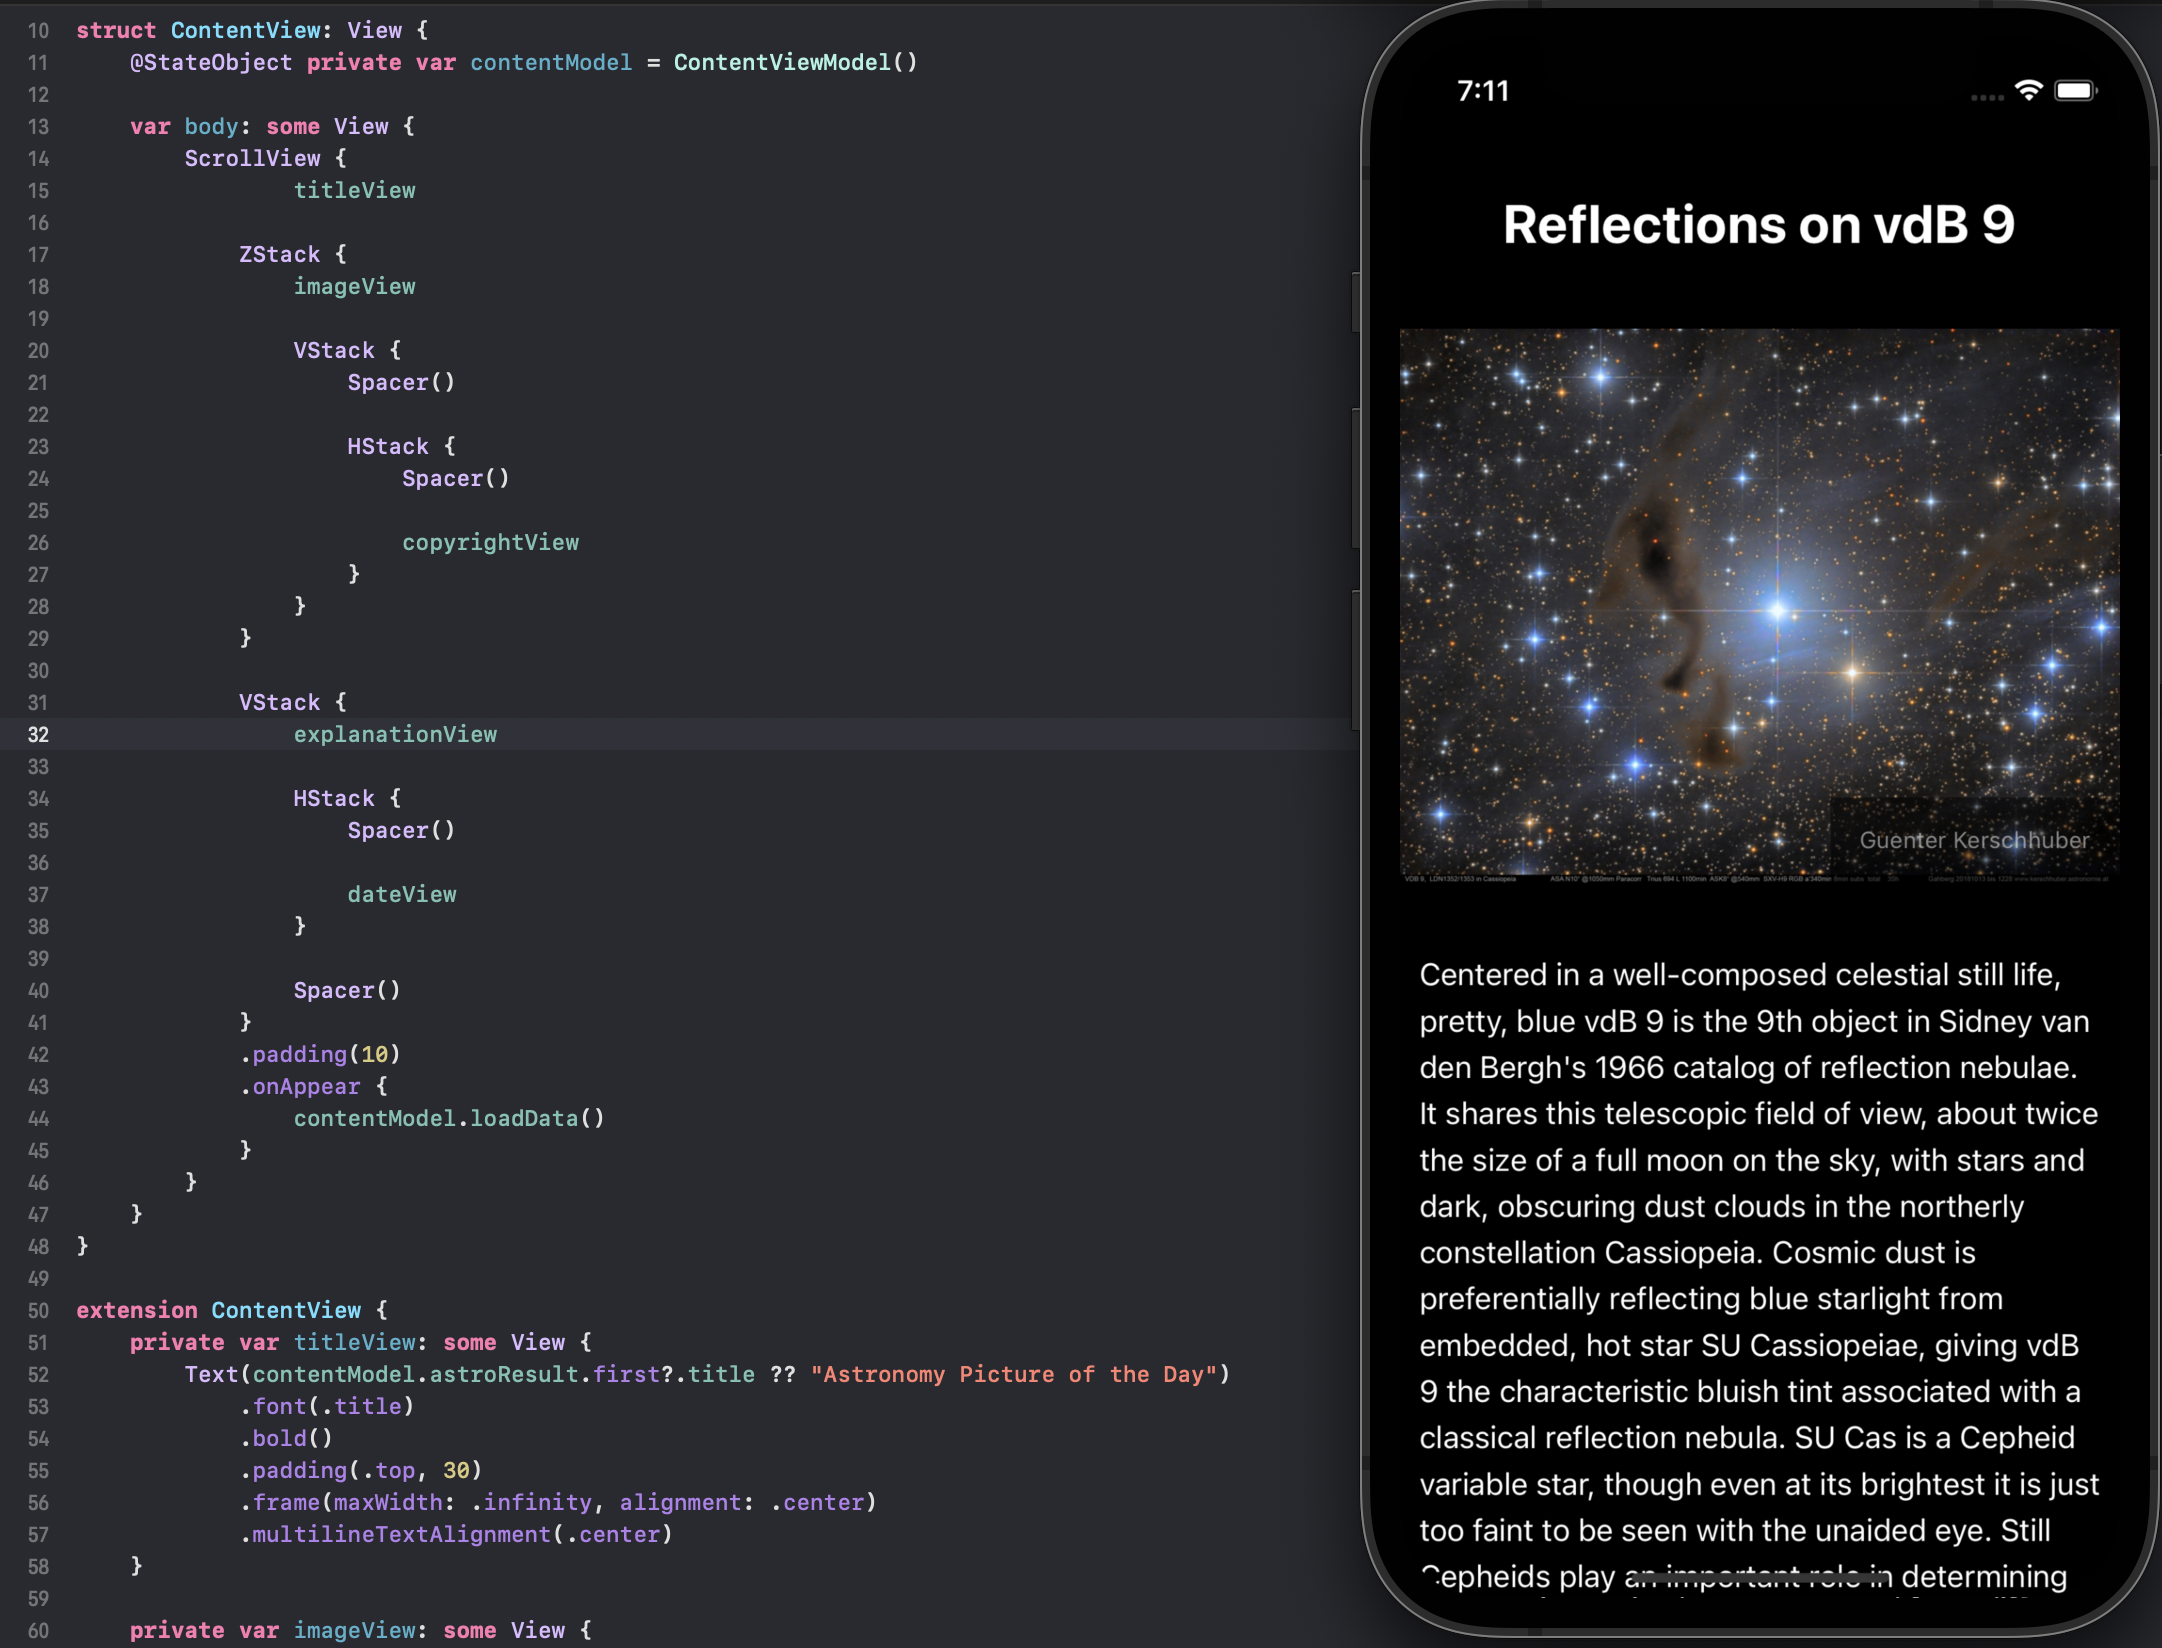 10 struct ContentView: View {
11 @StateObject private var contentModel = ContentViewModel()
12
13 var body: some View {
14 ScrollView {
15 titleView
16
17 ZStack {
18 imageView
19
20 VStack {
21 Spacer()
22
23 HStack {
24 Spacer()
25
26 copyrightView
27 }
28 }
29 }
30
31 VStack {
32 explanationView
33
34 HStack {
35 Spacer()
36
37 dateView
38 }
39
40 Spacer()
41 }
42 .padding(10)
43 .onAppear {
44 contentModel.loadData()
45 }
46 }
47 }
48 }
49
50 extension ContentView {
51 private var titleView: some View {
52 Text(contentModel.astroResult.first?.title ?? "Astronomy Picture of the Day")
53 .font(.title)
54 .bold()
55 .padding(.top, 30)
56 .frame(maxWidth: .infinity, alignment: .center)
57 .multilineTextAlignment(.center)
58 }
59
60 private var imageView: some View {
7:11
Reflections on vdB 9
Guenter Kerschhuber
Centered in a well-composed celestial still life,
pretty, blue vdB 9 is the 9th object in Sidney van
den Bergh's 1966 catalog of reflection nebulae.
It shares this telescopic field of view, about twice
the size of a full moon on the sky, with stars and
dark, obscuring dust clouds in the northerly
constellation Cassiopeia. Cosmic dust is
preferentially reflecting blue starlight from
embedded, hot star SU Cassiopeiae, giving vdB
9 the characteristic bluish tint associated with a
classical reflection nebula. SU Cas is a Cepheid
variable star, though even at its brightest it is just
too faint to be seen with the unaided eye. Still
Cepheids play an important role in determining